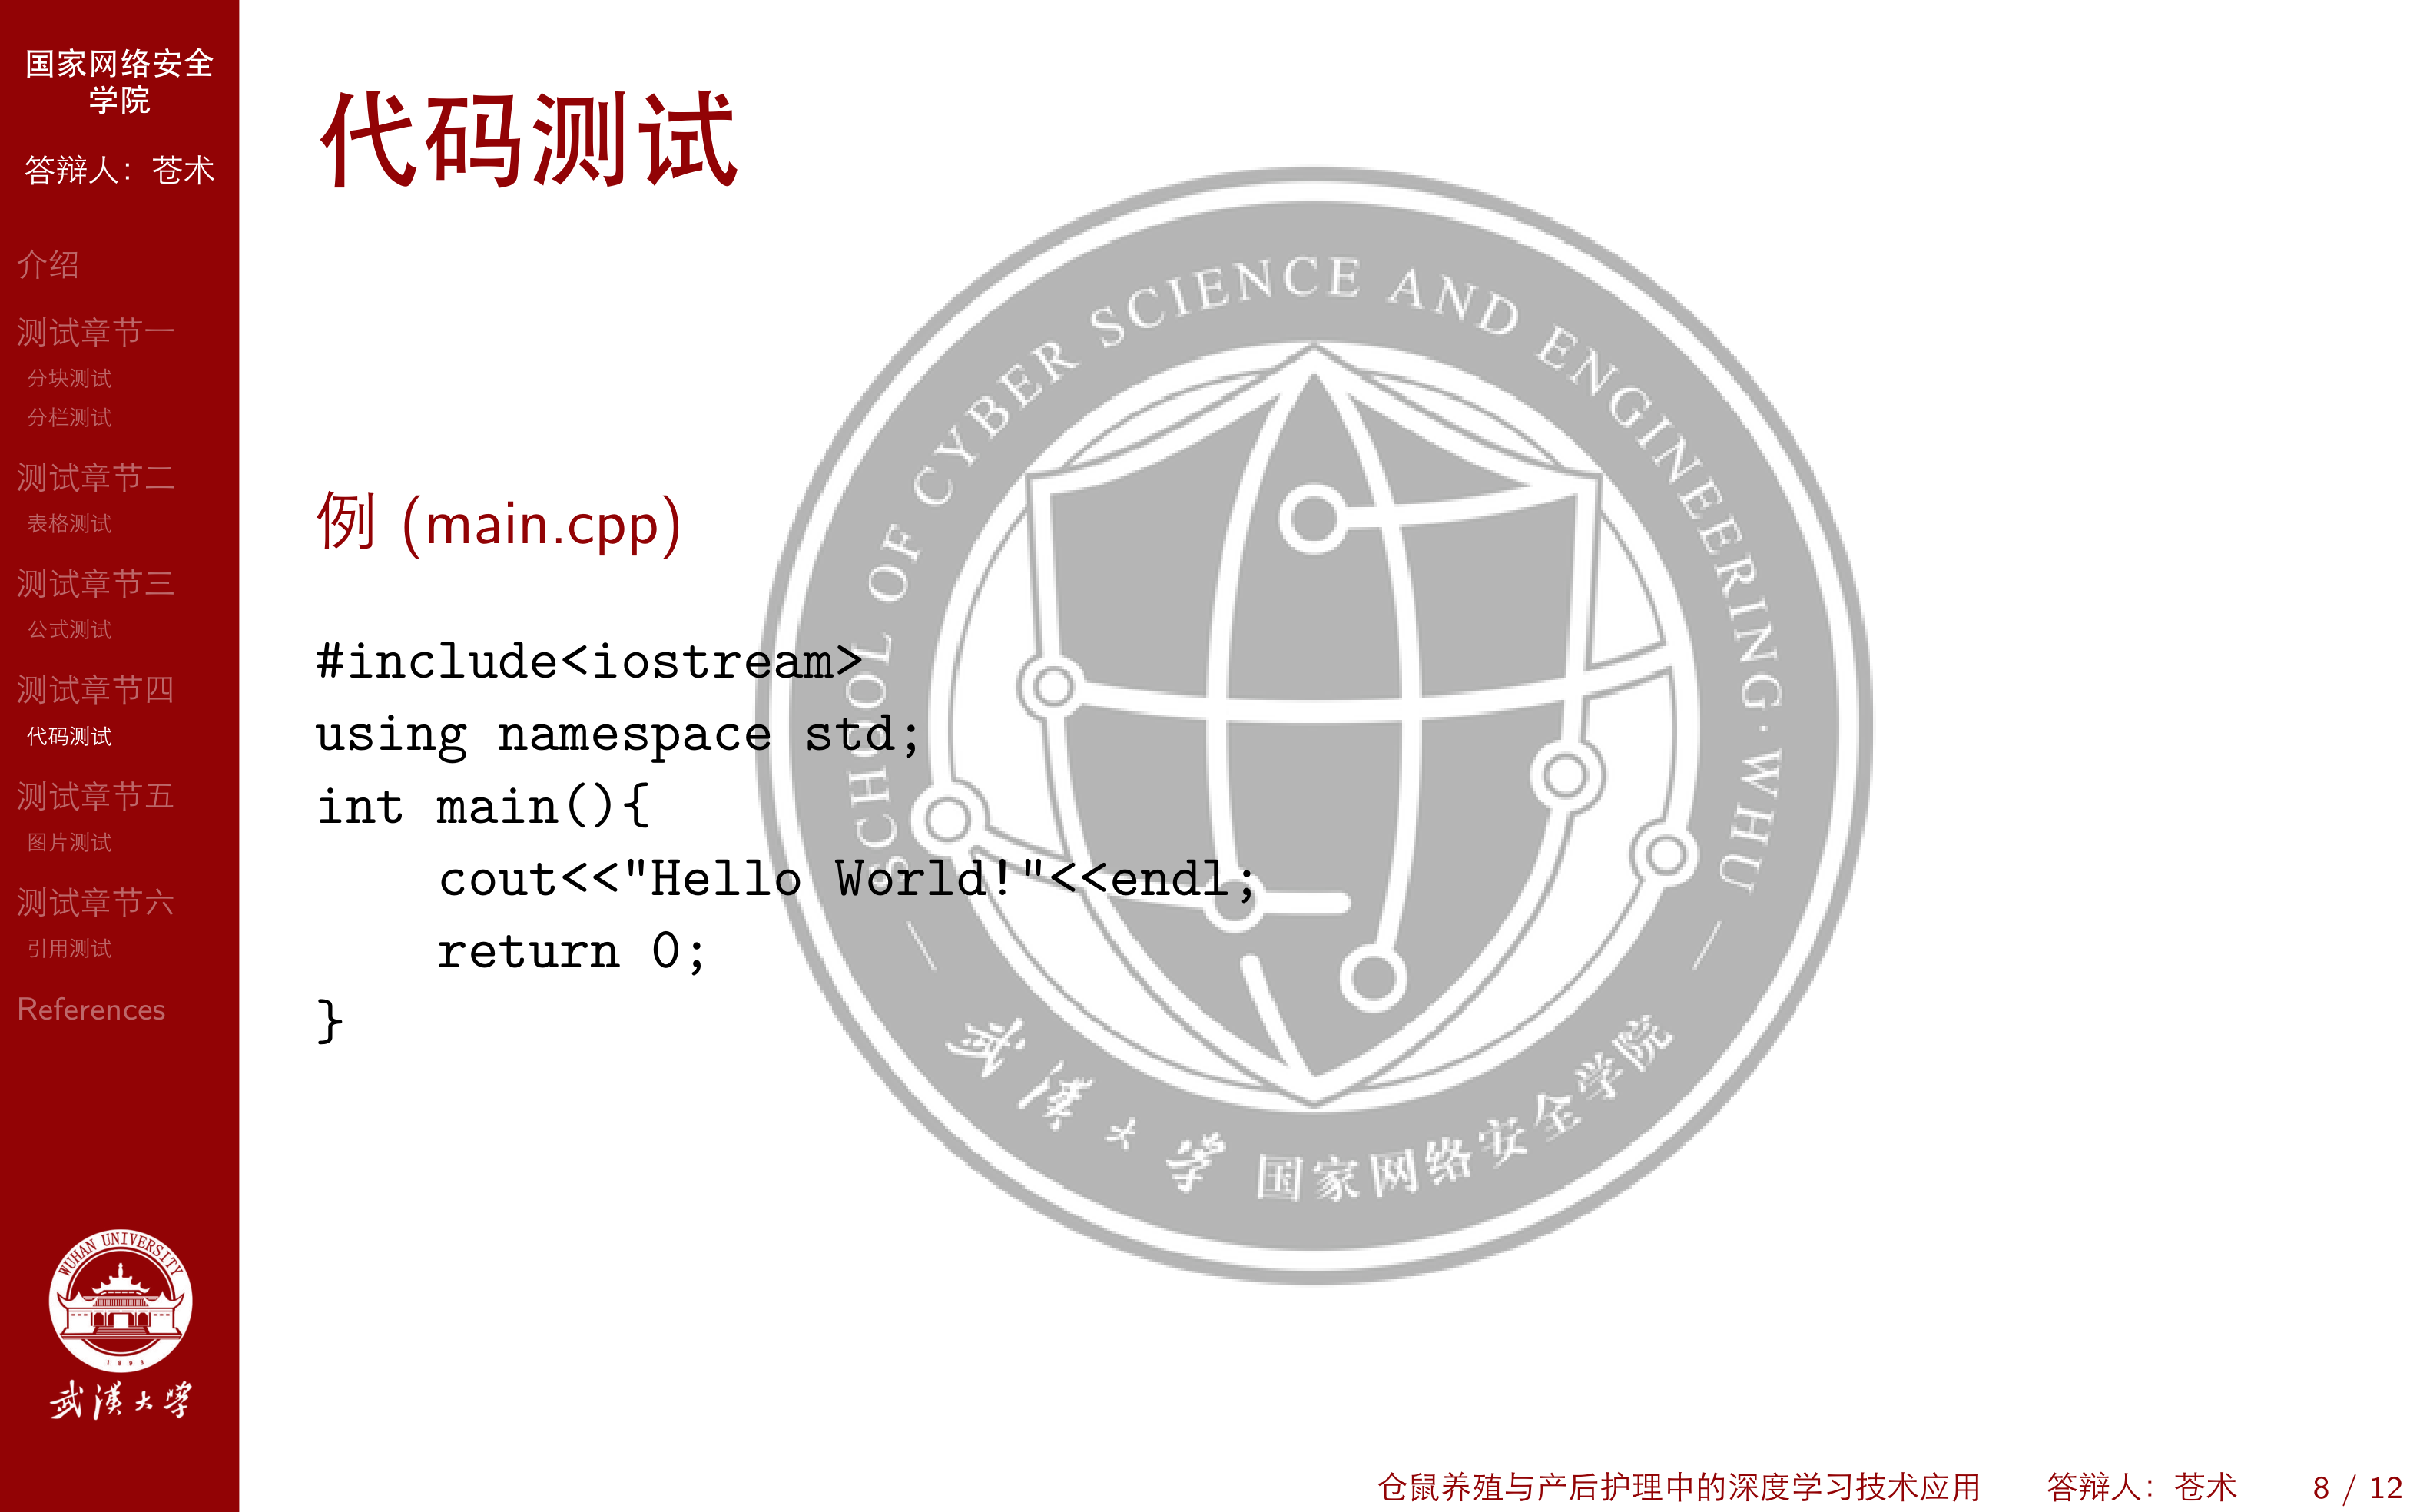 国家网络安全
学院
答辩人：苍术
介绍
测试章节一
分块测试
分栏测试
测试章节二
表格测试
测试章节三
公式测试
测试章节四
代码测试
测试章节五
图片测试
测试章节六
引用测试
References
WUHAN UNIVERSITY
1893
武漢大學
代码测试
SCHOOL OF CYBER SCIENCE AND ENGINEERING·WHU
武漢大學 国家网络安全学院
例 (main.cpp)
#include<iostream>
using namespace std;
int main(){
    cout<<"Hello World!"<<endl;
    return 0;
}
仓鼠养殖与产后护理中的深度学习技术应用 答辩人：苍术 8 / 12